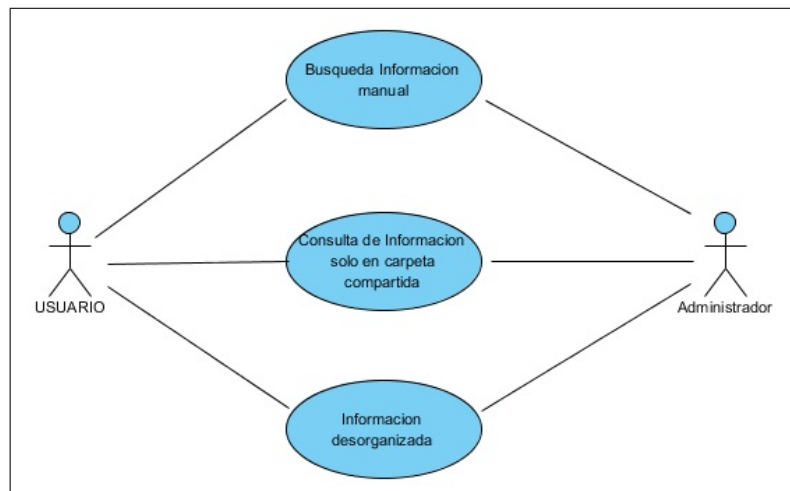 Busqueda Informacion
manual
Consulta de Informacion
solo en carpeta
compartida
USUARIO
Administrador
Informacion
desorganizada